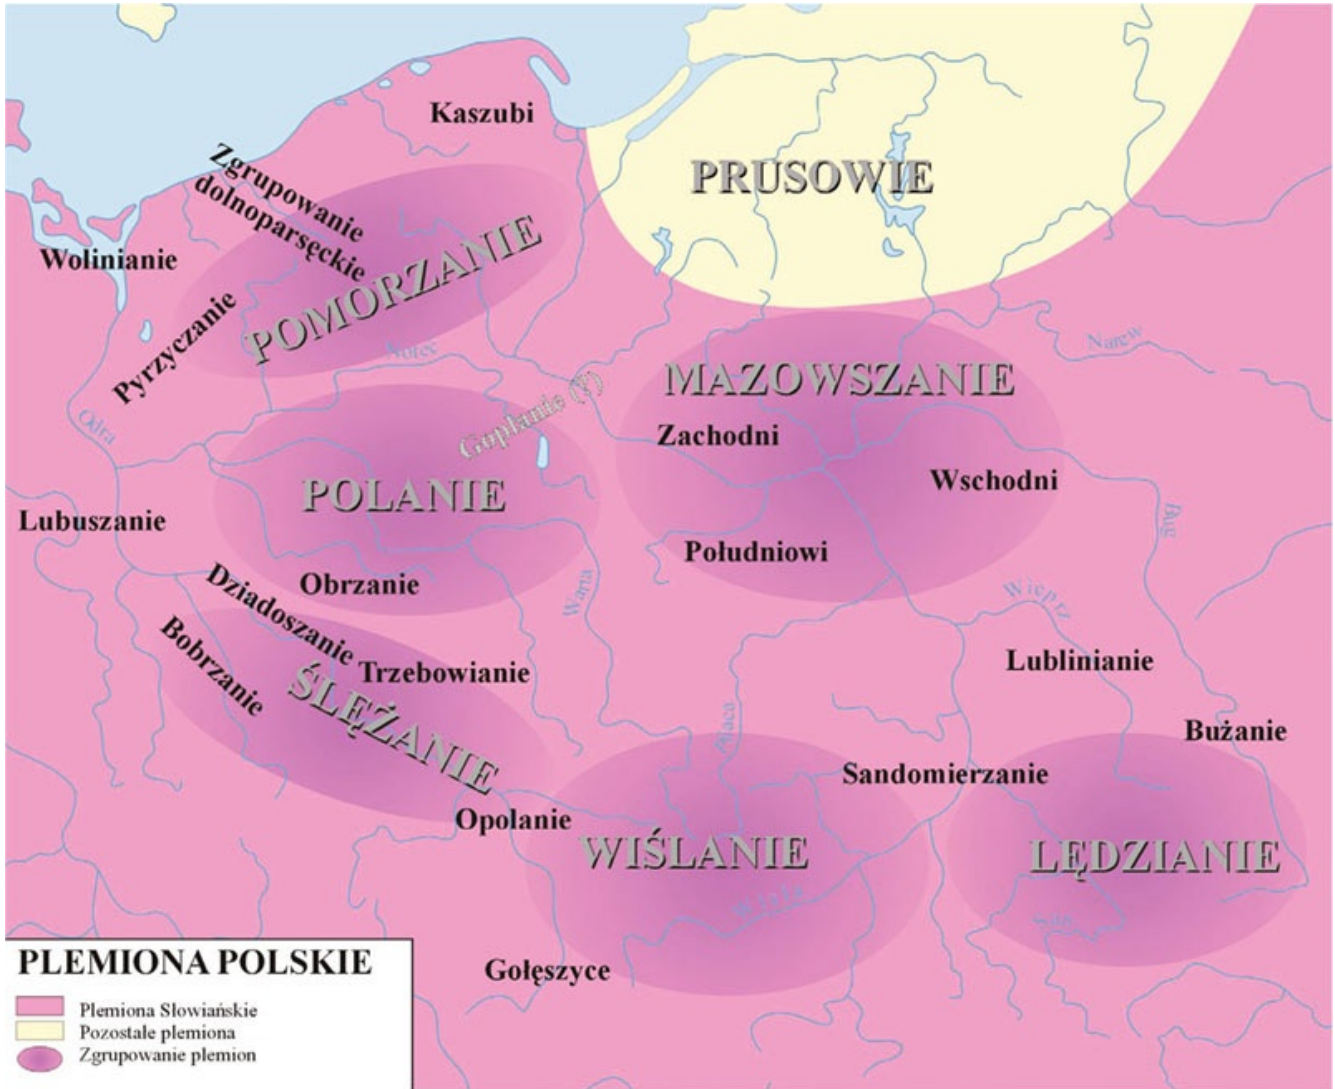 Kaszubi
PRUSOWIE
Zgrupowanie
dolnoparsęckie
POMORZANIE
Wolinianie
Pyrzyczanie
Noteć
Narew
MAZOWSZANIE
Goplanie (?)
Odra
Zachodni
Wschodni
POLANIE
Lubuszanie
Bug
Południowi
Obrzanie
Dziadoszanie
Warta
Wieprz
Bobrzanie
Trzebowianie
Lublinianie
ŚLĘŻANIE
Bużanie
Sandomierzanie
Opolanie
WIŚLANIE
LĘDZIANIE
Wisła
San
Gołęszyce
PLEMIONA POLSKIE
Plemiona Słowiańskie
Pozostałe plemiona
Zgrupowanie plemion